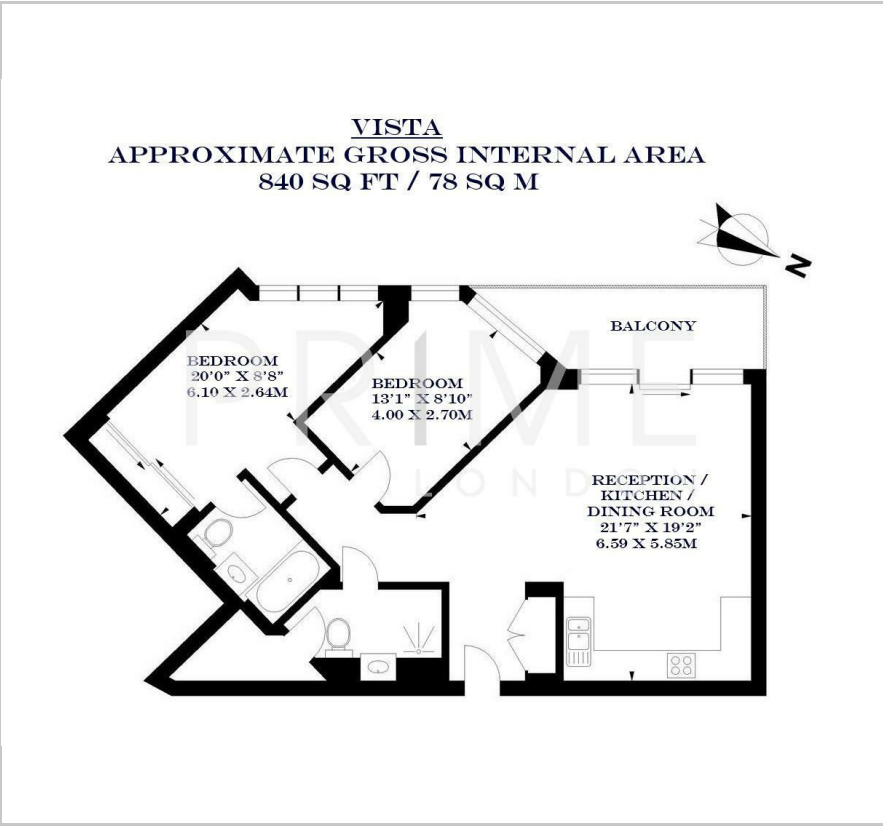 VISTA
APPROXIMATE GROSS INTERNAL AREA
840 SQ FT / 78 SQ M
N
BALCONY
BEDROOM
20'0" X 8'8"
6.10 X 2.64M
BEDROOM
13'1" X 8'10"
4.00 X 2.70M
PRIME
LONDON
RECEPTION /
KITCHEN /
DINING ROOM
21'7" X 19'2"
6.59 X 5.85M